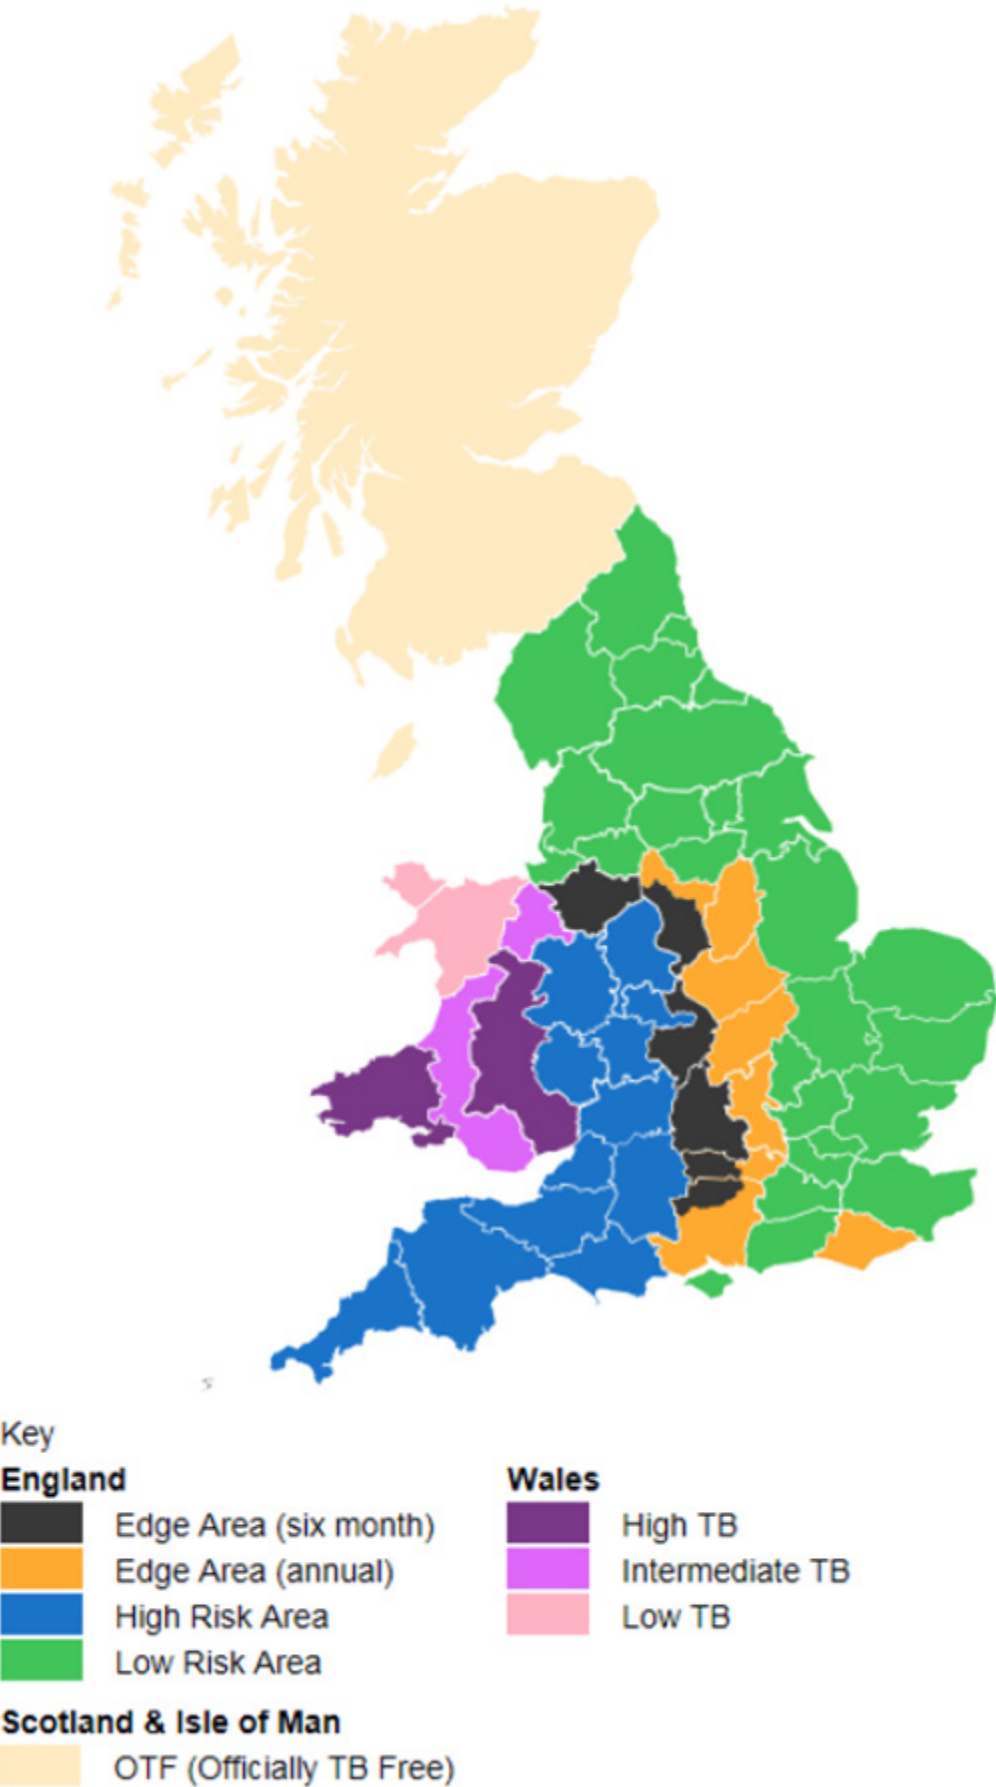 Key
England
Edge Area (six month)
Edge Area (annual)
High Risk Area
Low Risk Area
Wales
High TB
Intermediate TB
Low TB
Scotland & Isle of Man
OTF (Officially TB Free)